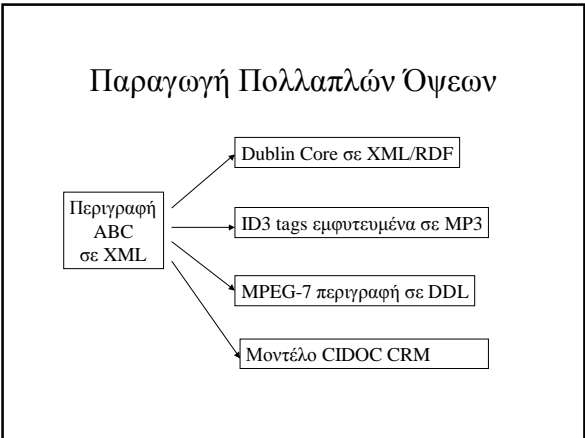 Παραγωγή Πολλαπλών Όψεων
Dublin Core σε XML/RDF
Περιγραφή
ABC
σε XML
ID3 tags εμφυτευμένα σε MP3
MPEG-7 περιγραφή σε DDL
Μοντέλο CIDOC CRM